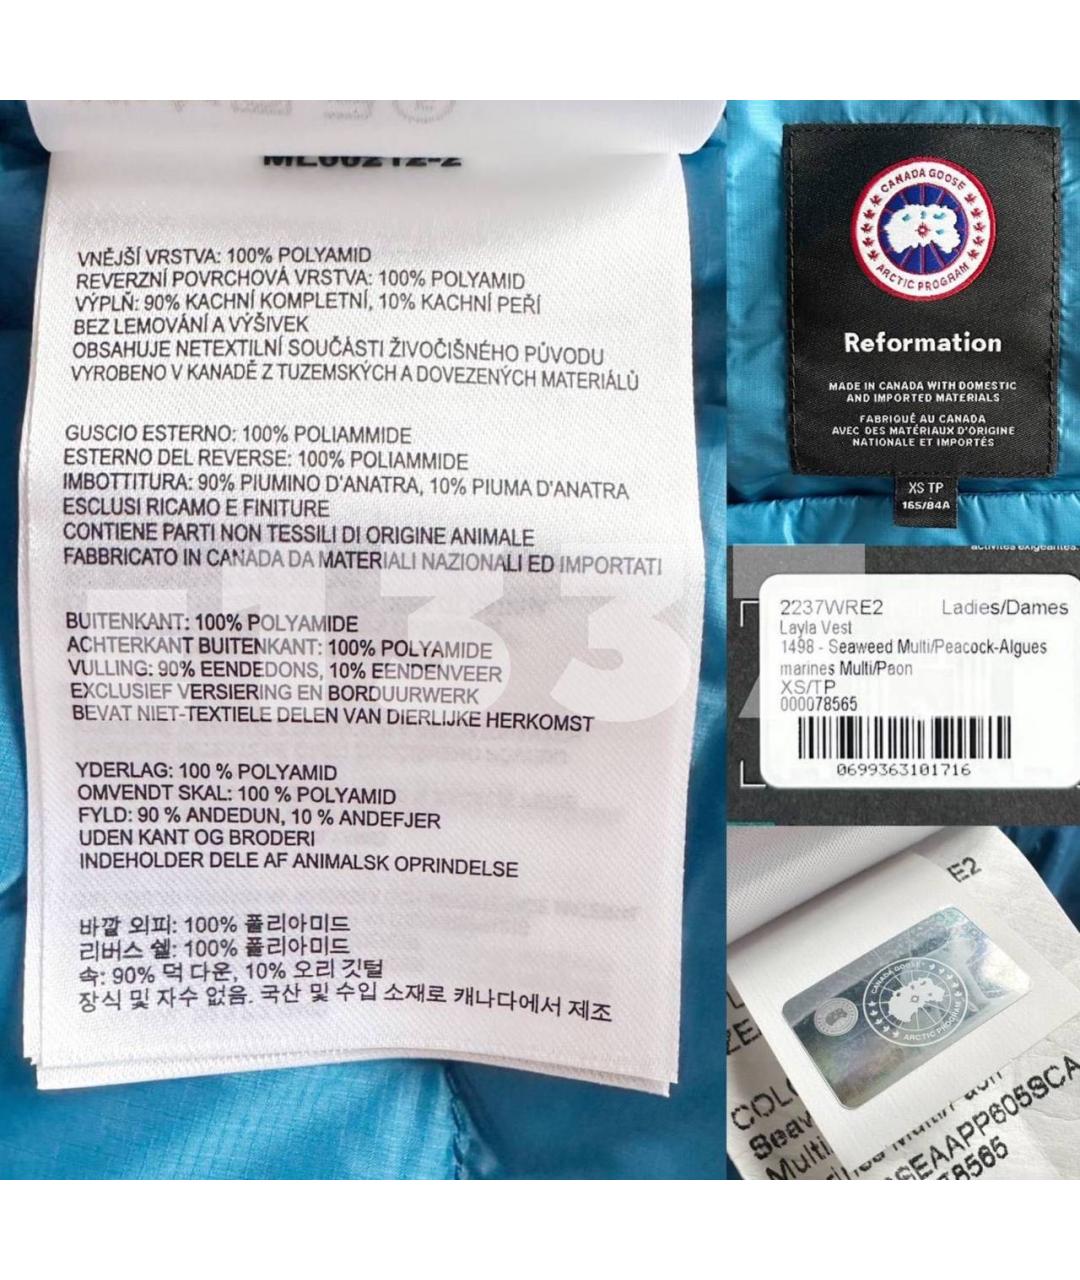 ML00212-2
VNĚJŠÍ VRSTVA: 100% POLYAMID
REVERZNÍ POVRCHOVÁ VRSTVA: 100% POLYAMID
VÝPLŇ: 90% KACHNÍ KOMPLETNÍ, 10% KACHNÍ PEŘÍ
BEZ LEMOVÁNÍ A VÝŠIVEK
OBSAHUJE NETEXTILNÍ SOUČÁSTI ŽIVOČIŠNÉHO PŮVODU
VYROBENO V KANADĚ Z TUZEMSKÝCH A DOVEZENÝCH MATERIÁLŮ
GUSCIO ESTERNO: 100% POLIAMMIDE
ESTERNO DEL REVERSE: 100% POLIAMMIDE
IMBOTTITURA: 90% PIUMINO D'ANATRA, 10% PIUMA D'ANATRA
ESCLUSI RICAMO E FINITURE
CONTIENE PARTI NON TESSILI DI ORIGINE ANIMALE
FABBRICATO IN CANADA DA MATERIALI NAZIONALI ED IMPORTATI
BUITENKANT: 100% POLYAMIDE
ACHTERKANT BUITENKANT: 100% POLYAMIDE
VULLING: 90% EENDEDONS, 10% EENDENVEER
EXCLUSIEF VERSIERING EN BORDUURWERK
BEVAT NIET-TEXTIELE DELEN VAN DIERLIJKE HERKOMST
YDERLAG: 100 % POLYAMID
OMVENDT SKAL: 100 % POLYAMID
FYLD: 90 % ANDEDUN, 10 % ANDEFJER
UDEN KANT OG BRODERI
INDEHOLDER DELE AF ANIMALSK OPRINDELSE
바깥 외피: 100% 폴리아미드
리버스 쉘: 100% 폴리아미드
속: 90% 덕 다운, 10% 오리 깃털
장식 및 자수 없음. 국산 및 수입 소재로 캐나다에서 제조
CANADA GOOSE
ARCTIC PROGRAM
Reformation
MADE IN CANADA WITH DOMESTIC
AND IMPORTED MATERIALS
FABRIQUÉ AU CANADA
AVEC DES MATÉRIAUX D'ORIGINE
NATIONALE ET IMPORTÉS
XS TP
165/84A
activités exigeantes.
2237WRE2 Ladies/Dames
Layla Vest
1498 - Seaweed Multi/Peacock-Algues
marines Multi/Paon
XS/TP
000078565
0699363101716
E2
CANADA GOOSE
ARCTIC PROGRAM
COL
Seav
Multi
SEAAPP605SCA
78565
1337